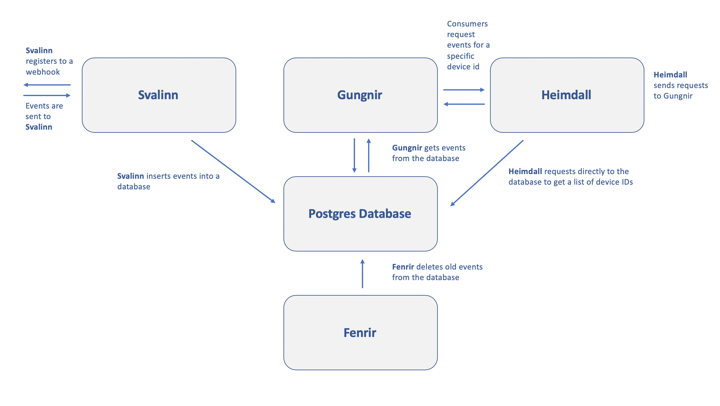 Consumers
request
events for a
specific
device id
Svalinn
registers to a
webhook
Events are
sent to
Svalinn
Svalinn
Gungnir
Heimdall
Heimdall
sends requests
to Gungnir
Gungnir gets events
from the database
Svalinn inserts events into a
database
Heimdall requests directly to the
database to get a list of device IDs
Postgres Database
Fenrir deletes old events
from the database
Fenrir